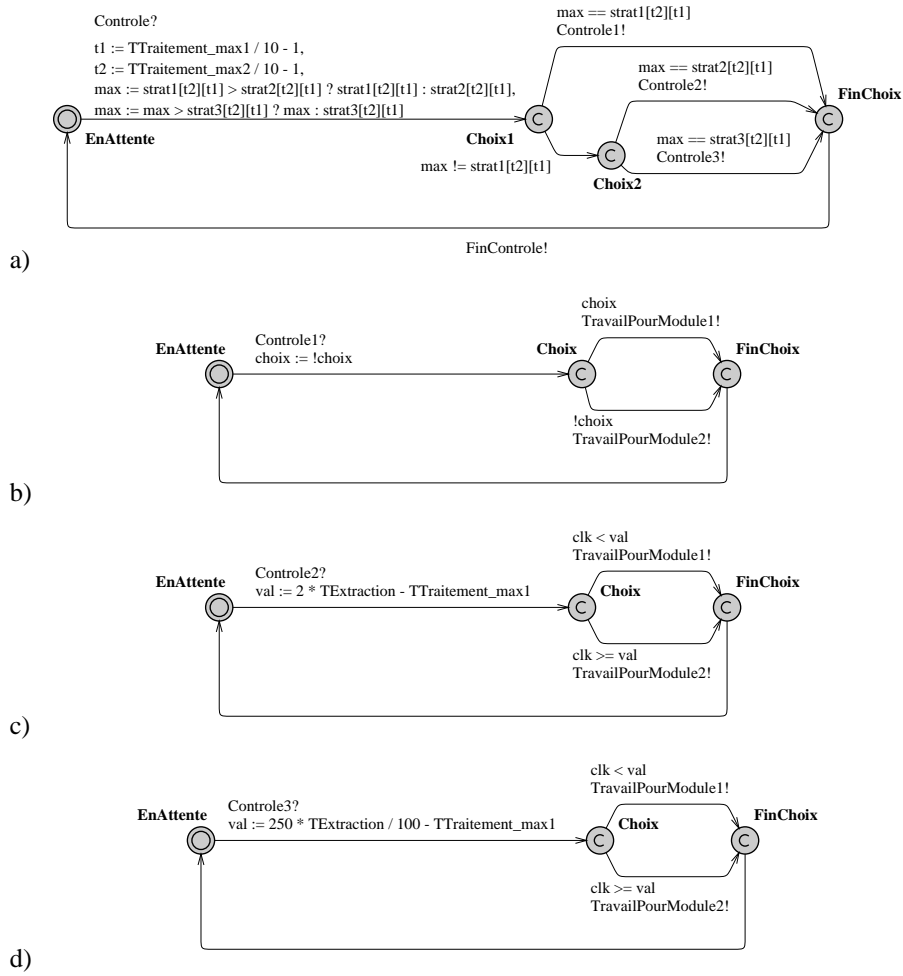 Controle?
t1 := TTraitement_max1 / 10 - 1,
t2 := TTraitement_max2 / 10 - 1,
max := strat1[t2][t1] > strat2[t2][t1] ? strat1[t2][t1] : strat2[t2][t1],
max := max > strat3[t2][t1] ? max : strat3[t2][t1]
EnAttente
max == strat1[t2][t1]
Controle1!
max == strat2[t2][t1]
Controle2!
FinChoix
C
C
Choix1
max == strat3[t2][t1]
Controle3!
C
max != strat1[t2][t1]
Choix2
FinControle!
a)
choix
TravailPourModule1!
Controle1?
choix := !choix
EnAttente
Choix
FinChoix
C
C
!choix
TravailPourModule2!
b)
clk < val
TravailPourModule1!
Controle2?
val := 2 * TExtraction - TTraitement_max1
EnAttente
Choix
FinChoix
C
C
clk >= val
TravailPourModule2!
c)
clk < val
TravailPourModule1!
Controle3?
val := 250 * TExtraction / 100 - TTraitement_max1
EnAttente
Choix
FinChoix
C
C
clk >= val
TravailPourModule2!
d)